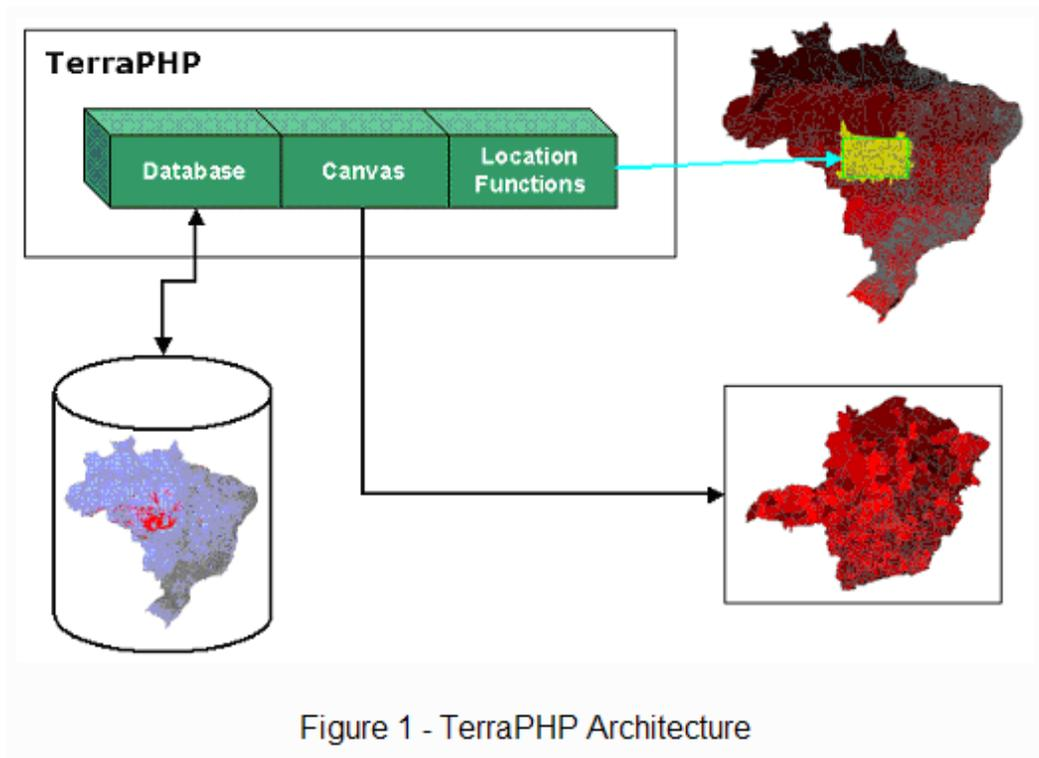 TerraPHP
Database
Canvas
Location
Functions
Figure 1 - TerraPHP Architecture